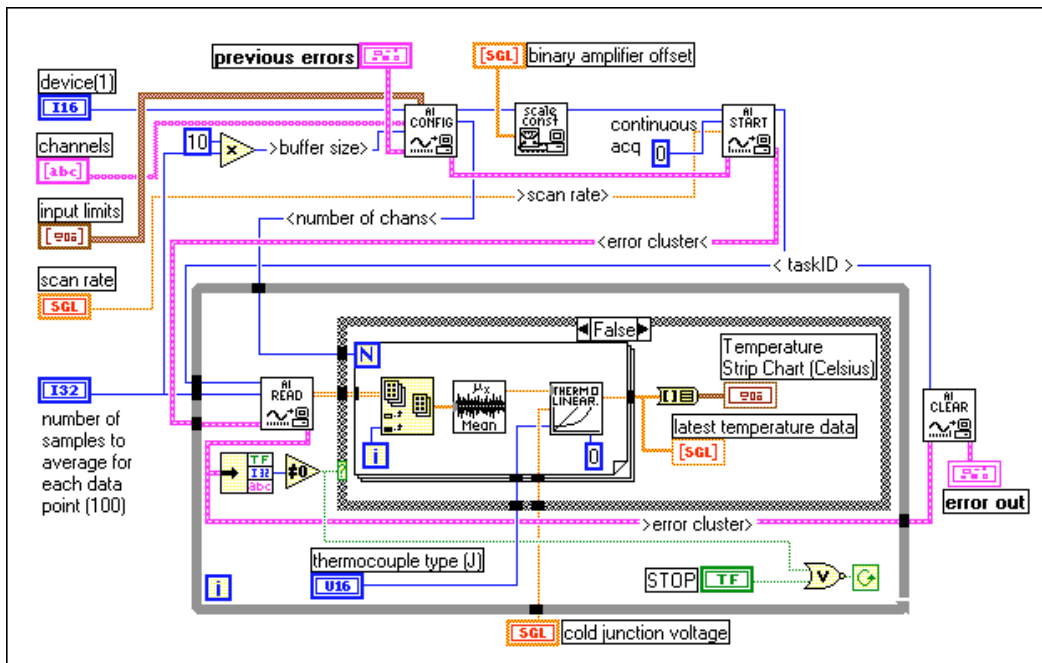 previous errors
[SGL] binary amplifier offset
device(1)
I16
AI
CONFIG
scale
const
AI
START
continuous
acq
0
channels
[abc]
10
×
>buffer size>
input limits
>scan rate>
<number of chans<
<error cluster<
< taskID >
scan rate
SGL
False
N
Temperature
Strip Chart (Celsius)
I32
AI
READ
µx
Mean
THERMO
LINEAR.
AI
CLEAR
number of
samples to
average for
each data
point (100)
i
0
latest temperature data
[SGL]
TF
I32
abc
≠0
?
error out
>error cluster>
thermocouple type (J)
U16
i
STOP
TF
V
SGL
cold junction voltage